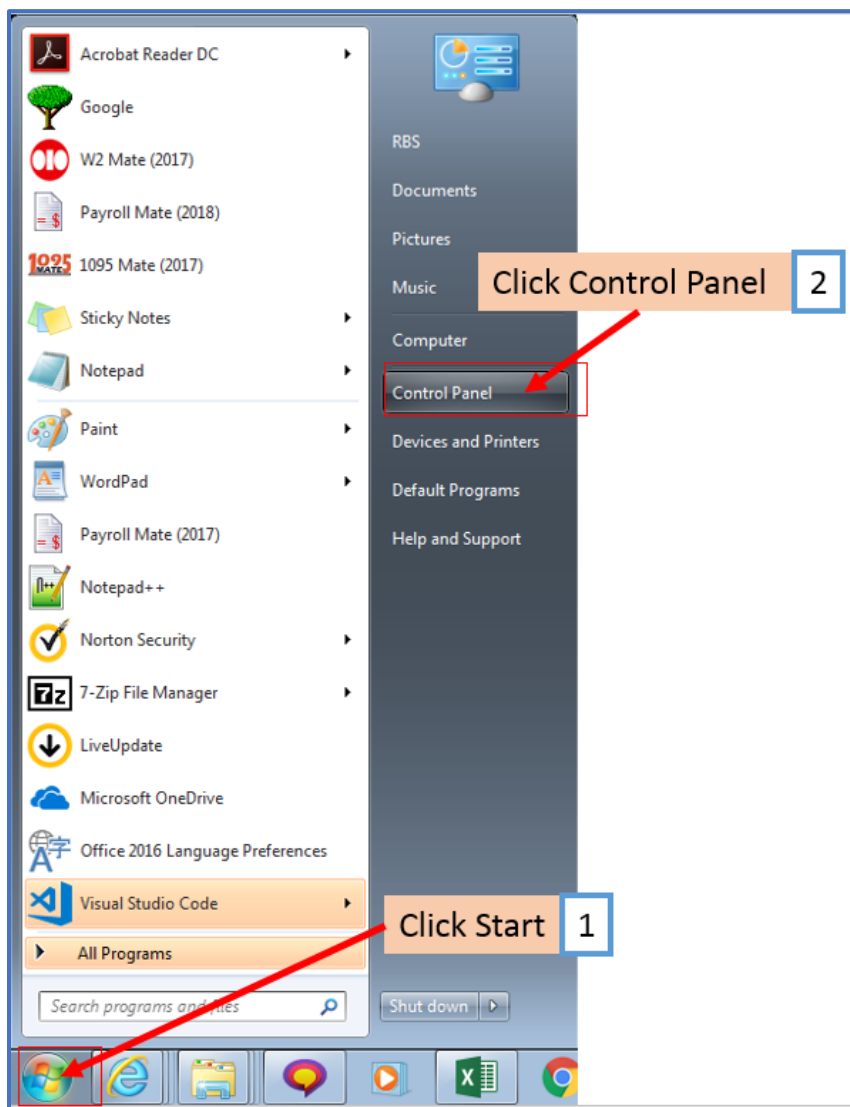 Acrobat Reader DC
Google
W2 Mate (2017)
Payroll Mate (2018)
1095 MATE
1095 Mate (2017)
Sticky Notes
Notepad
Paint
WordPad
Payroll Mate (2017)
Notepad++
Norton Security
7z 7-Zip File Manager
LiveUpdate
Microsoft OneDrive
Office 2016 Language Preferences
Visual Studio Code
All Programs
Search programs and files
RBS
Documents
Pictures
Music
Computer
Control Panel
Devices and Printers
Default Programs
Help and Support
Shut down
Click Control Panel 2
Click Start 1